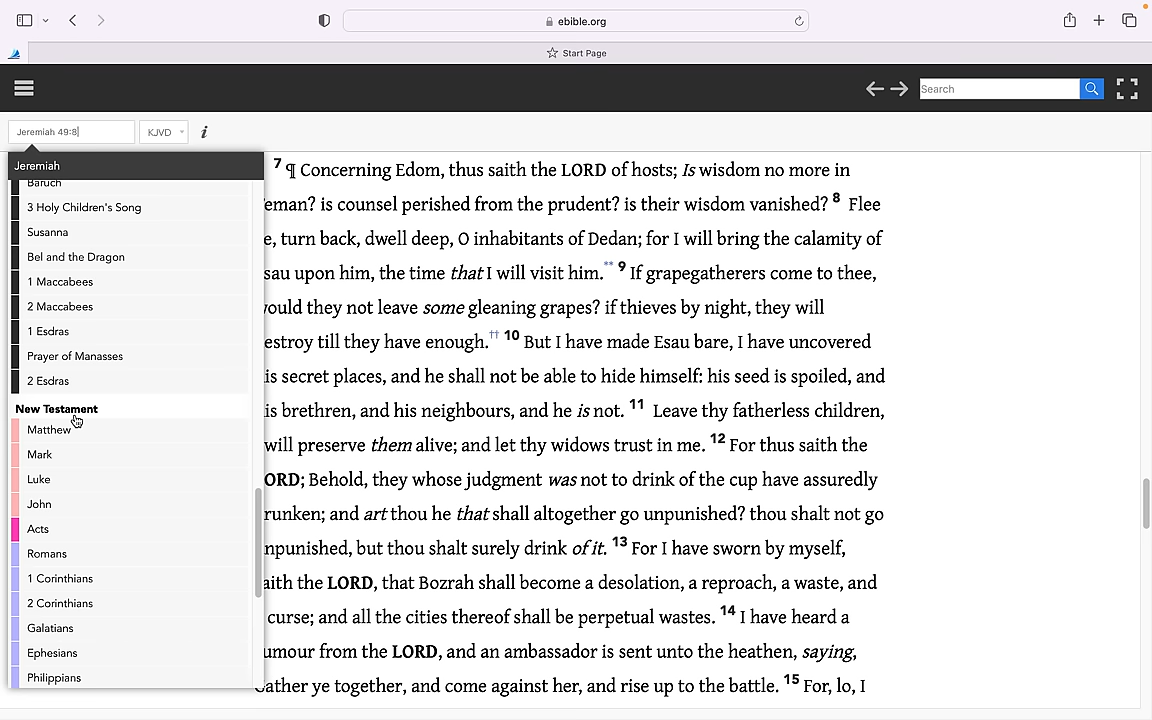 ebible.org
Start Page
Search
Jeremiah 49:8
KJVD
i
Jeremiah
Baruch
3 Holy Children's Song
Susanna
Bel and the Dragon
1 Maccabees
2 Maccabees
1 Esdras
Prayer of Manasses
2 Esdras
New Testament
Matthew
Mark
Luke
John
Acts
Romans
1 Corinthians
2 Corinthians
Galatians
Ephesians
Philippians
7 ¶ Concerning Edom, thus saith the LORD of hosts; Is wisdom no more in
eman? is counsel perished from the prudent? is their wisdom vanished? 8 Flee
e, turn back, dwell deep, O inhabitants of Dedan; for I will bring the calamity of
sau upon him, the time that I will visit him.** 9 If grapegatherers come to thee,
would they not leave some gleaning grapes? if thieves by night, they will
estroy till they have enough.†† 10 But I have made Esau bare, I have uncovered
is secret places, and he shall not be able to hide himself: his seed is spoiled, and
is brethren, and his neighbours, and he is not. 11 Leave thy fatherless children,
will preserve them alive; and let thy widows trust in me. 12 For thus saith the
ORD; Behold, they whose judgment was not to drink of the cup have assuredly
runken; and art thou he that shall altogether go unpunished? thou shalt not go
npunished, but thou shalt surely drink of it. 13 For I have sworn by myself,
aith the LORD, that Bozrah shall become a desolation, a reproach, a waste, and
curse; and all the cities thereof shall be perpetual wastes. 14 I have heard a
umour from the LORD, and an ambassador is sent unto the heathen, saying,
Gather ye together, and come against her, and rise up to the battle. 15 For, lo, I